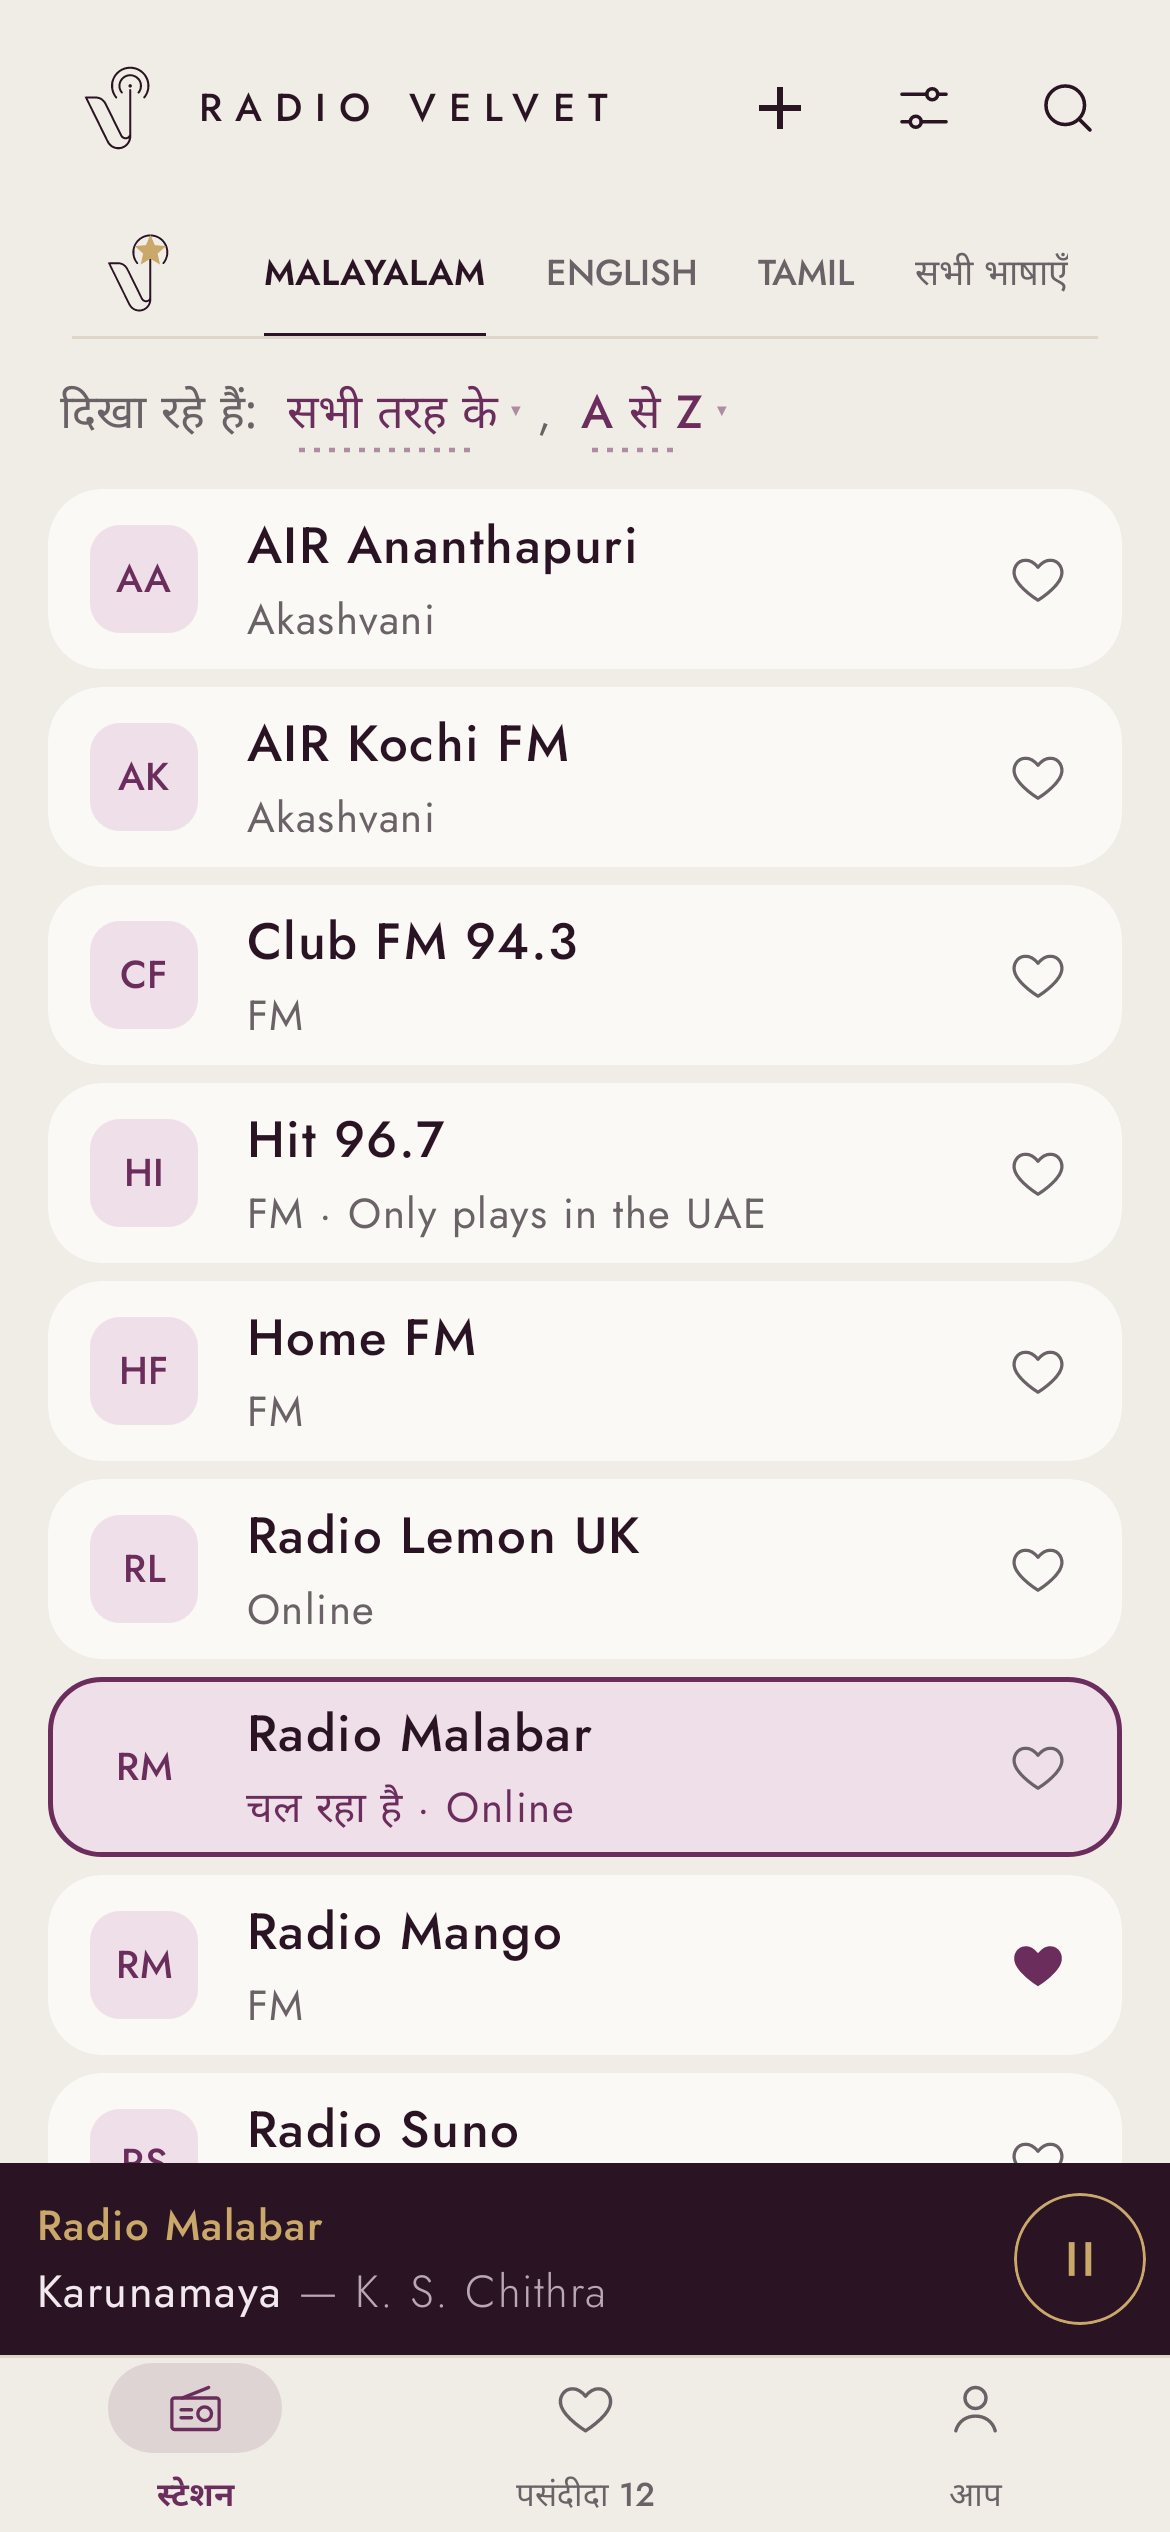 RADIO VELVET
MALAYALAM ENGLISH TAMIL सभी भाषाएँ
दिखा रहे हैं: सभी तरह के , A से Z
AA AIR Ananthapuri
Akashvani
AK AIR Kochi FM
Akashvani
CF Club FM 94.3
FM
HI Hit 96.7
FM · Only plays in the UAE
HF Home FM
FM
RL Radio Lemon UK
Online
RM Radio Malabar
चल रहा है · Online
RM Radio Mango
FM
RS Radio Suno
Radio Malabar
Karunamaya — K. S. Chithra
स्टेशन पसंदीदा 12 आप